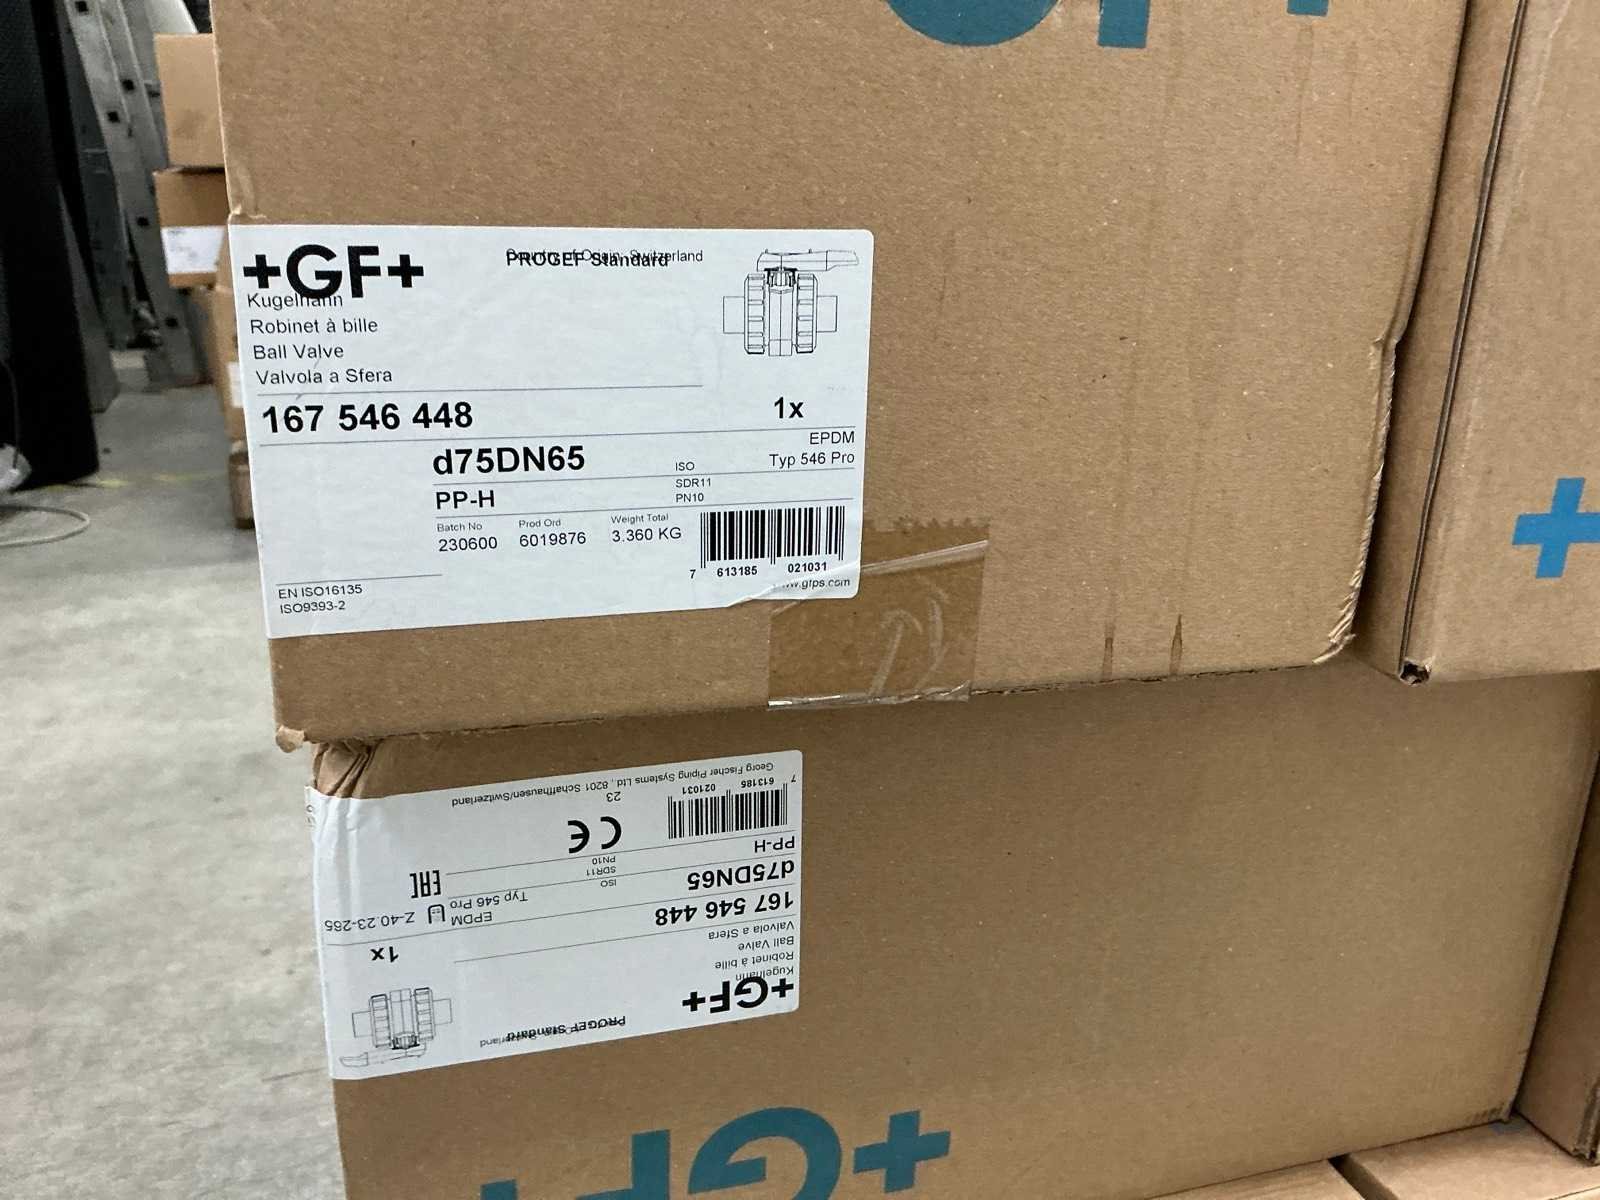 +GF+
Country of Origin Switzerland
PROGEF Standard
Kugelhahn
Robinet à bille
Ball Valve
Valvola a Sfera
167 546 448
1x
EPDM
d75DN65
ISO
Typ 546 Pro
SDR11
PP-H
PN10
Batch No
Prod Ord
Weight Total
230600
6019876
3.360 KG
7 613185 021031
www.gfps.com
EN ISO16135
ISO9393-2
+GF+
PROGEF Standard
Switzerland
Kugelhahn
Robinet à bille
Ball Valve
Valvola a Sfera
1x
167 546 448
EPDM
Z-40.23-265
d75DN65
ISO
Typ 546 Pro
SDR11
EAC
PP-H
PN10
CE
7 613185 021031
23
Georg Fischer Piping Systems Ltd., 8201 Schaffhausen/Switzerland
+GF+